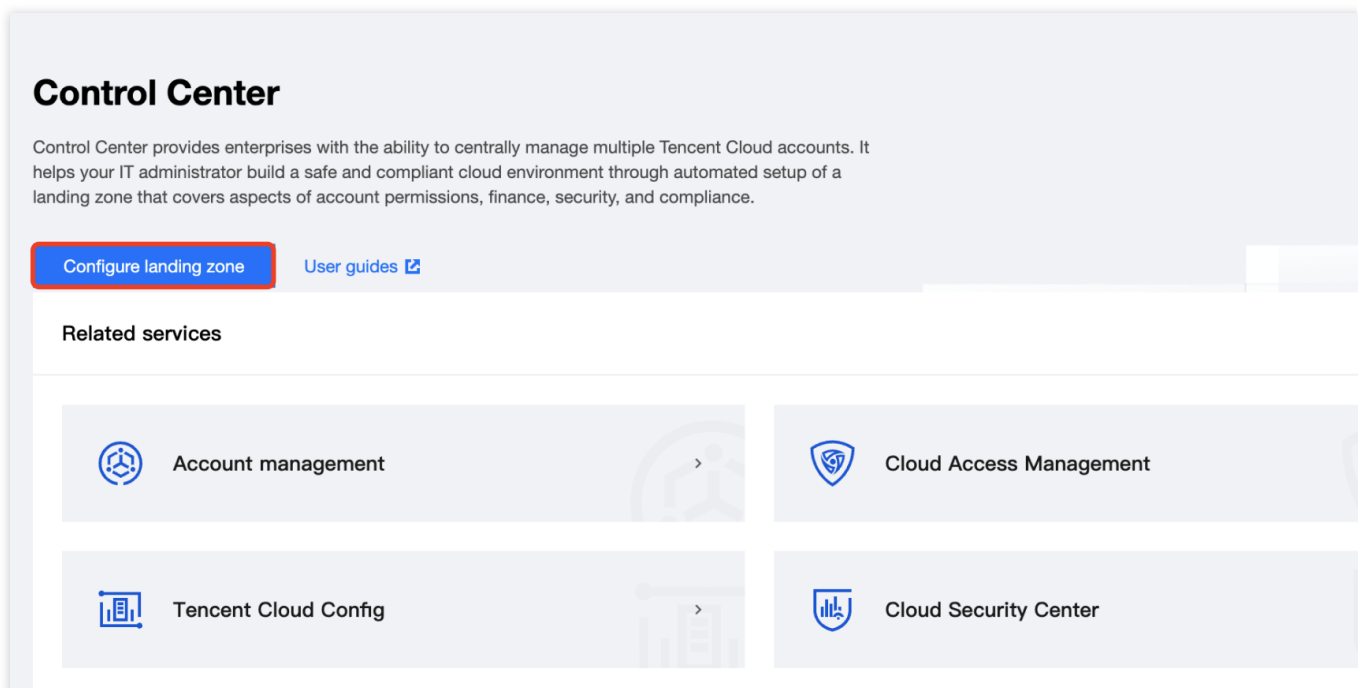 Control Center
Control Center provides enterprises with the ability to centrally manage multiple Tencent Cloud accounts. It
helps your IT administrator build a safe and compliant cloud environment through automated setup of a
landing zone that covers aspects of account permissions, finance, security, and compliance.
Configure landing zone
User guides
Related services
Account management
Cloud Access Management
Tencent Cloud Config
Cloud Security Center